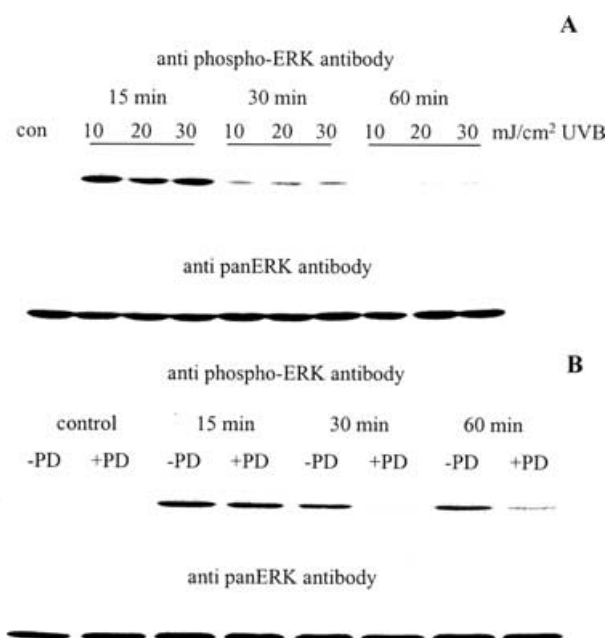 A
anti phospho-ERK antibody
15 min 30 min 60 min
con 10 20 30 10 20 30 10 20 30 mJ/cm² UVB
anti panERK antibody
B
anti phospho-ERK antibody
control 15 min 30 min 60 min
-PD +PD -PD +PD -PD +PD -PD +PD
anti panERK antibody